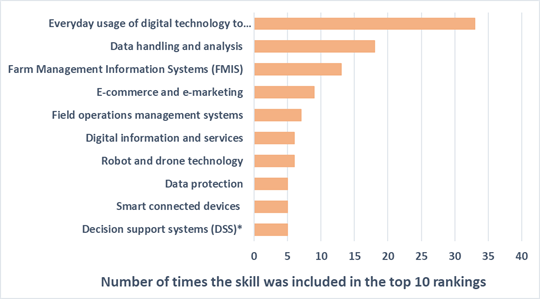 Everyday usage of digital technology to...
Data handling and analysis
Farm Management Information Systems (FMIS)
E-commerce and e-marketing
Field operations management systems
Digital information and services
Robot and drone technology
Data protection
Smart connected devices
Decision support systems (DSS)*
0 5 10 15 20 25 30 35 40
Number of times the skill was included in the top 10 rankings